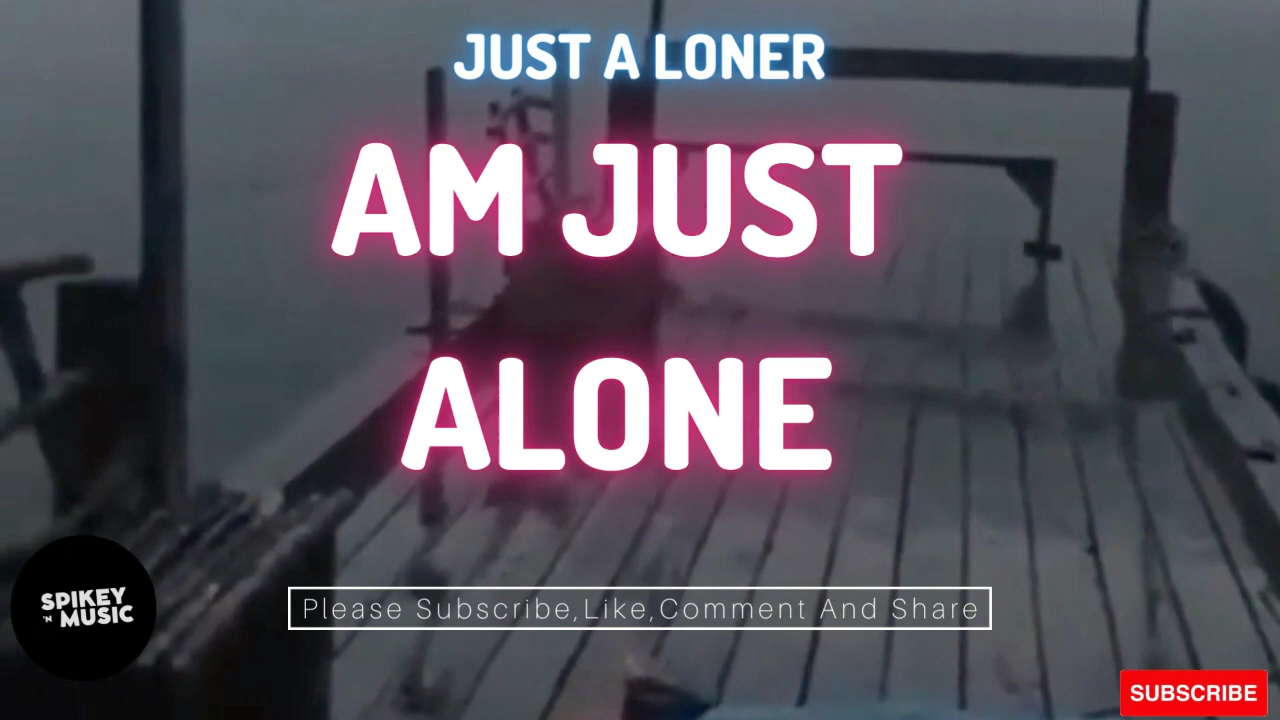 JUST A LONER
AM JUST
ALONE
SPIKEY
'N MUSIC
Please Subscribe,Like,Comment And Share
SUBSCRIBE